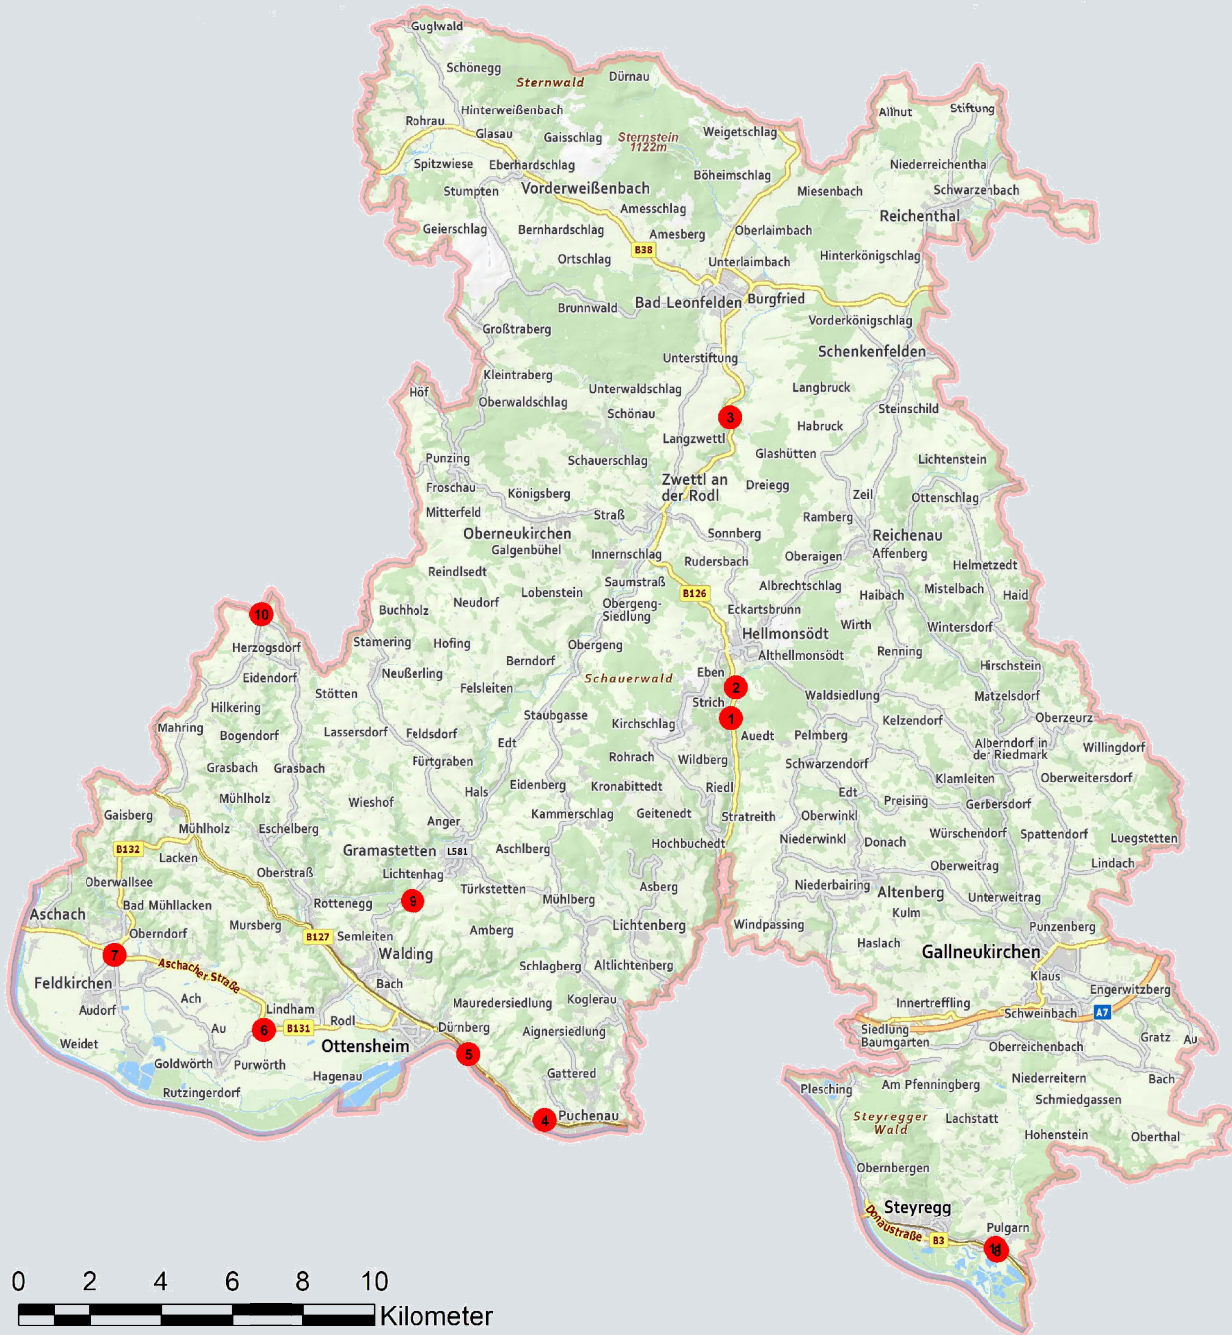 Guglwald
Schönegg
Sternwald
Dürnau
Hinterweißenbach
Allhut
Stiftung
Rohrau
Glasau
Gaisschlag
Sternstein
1122m
Weigetschlag
Spitzwiese
Eberhardschlag
Böheimschlag
Niederreichenthal
Stumpten
Vorderweißenbach
Miesenbach
Schwarzenbach
Amesschlag
Reichenthal
Geierschlag
Bernhardschlag
Amesberg
Oberlaimbach
B38
Ortschlag
Unterlaimbach
Hinterkönigschlag
Brunnwald
Bad Leonfelden
Burgfried
Großtraberg
Vorderkönigschlag
Unterstiftung
Schenkenfelden
Kleintraberg
Höf
Unterwaldschlag
Langbruck
Oberwaldschlag
Schönau
3
Steinschild
Langzwettl
Habruck
Punzing
Schauerschlag
Glashütten
Lichtenstein
Froschau
Königsberg
Zwettl an
der Rodl
Dreiegg
Zeil
Ottenschlag
Mitterfeld
Straß
Ramberg
Oberneukirchen
Sonnberg
Reichenau
Galgenbühel
Innernschlag
Rudersbach
Oberaigen
Affenberg
Reindlsedt
Helmetzedt
Lobenstein
Saumstraß
B126
Albrechtschlag
Mistelbach
Buchholz
Neudorf
Obergeng-
Siedlung
Eckartsbrunn
Haibach
Haid
10
Herzogsdorf
Stamering
Hofing
Obergeng
Hellmonsödt
Wirth
Wintersdorf
Althellmonsödt
Renning
Berndorf
Hirschstein
Eidendorf
Neußerling
Schauerwald
Eben
Stötten
Felsleiten
2
Strich
Waldsiedlung
Matzelsdorf
Hilkering
Staubgasse
Kirchschlag
1
Kelzendorf
Oberzeurz
Mahring
Bogendorf
Lassersdorf
Feldsdorf
Edt
Auedt
Pelmberg
Alberndorf in
der Riedmark
Willingdorf
Grasbach
Grasbach
Fürtgraben
Rohrach
Wildberg
Schwarzendorf
Klamleiten
Oberweitersdorf
Mühlholz
Wieshof
Hals
Eidenberg
Kronabittedt
Riedl
Edt
Preising
Gerbersdorf
Gaisberg
Mühlholz
Eschelberg
Anger
Kammerschlag
Geitenedt
Stratreith
Oberwinkl
Würschendorf
Spattendorf
Luegstetten
B132
Lacken
Gramastetten
L581
Aschlberg
Hochbuchedt
Niederwinkl
Donach
Oberweitrag
Lindach
Oberwallsee
Oberstraß
Lichtenhag
Türkstetten
Asberg
Niederbairing
Altenberg
Unterweitrag
Aschach
Bad Mühllacken
Rottenegg
9
Mühlberg
Kulm
Oberndorf
Mursberg
B127
Semleiten
Amberg
Lichtenberg
Windpassing
Punzenberg
7
Walding
Haslach
Gallneukirchen
Feldkirchen
Aschacher Straße
Schlagberg
Altlichtenberg
Klaus
Ach
Bach
Engerwitzberg
Audorf
Lindham
Mauredersiedlung
Koglerau
Innertreffling
Schweinbach
A7
Weidet
Au
6
B131
Rodl
Dürnberg
Aignersiedlung
Siedlung
Baumgarten
Gratz
Au
Ottensheim
Oberreichenbach
Goldwörth
Purwörth
5
Hagenau
Gattered
Plesching
Am Pfenningberg
Niederreitern
Bach
Rutzingerdorf
Schmiedgassen
4
Puchenau
Steyregger
Wald
Lachstatt
Hohenstein
Oberthal
Obernbergen
Steyregg
Donaustraße
B3
Pulgarn
0 2 4 6 8 10
Kilometer